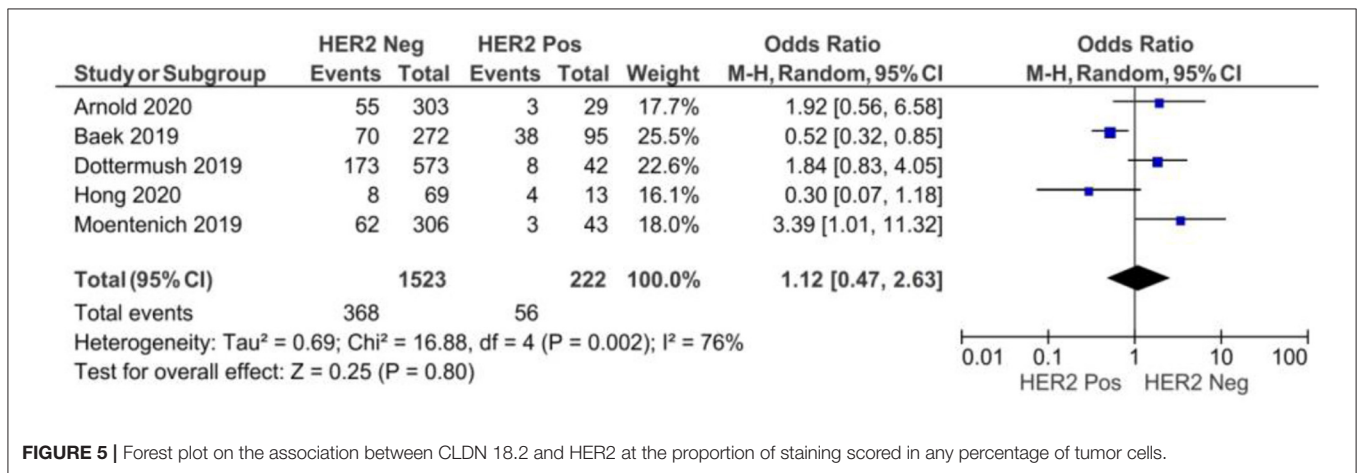 HER2 Neg HER2 Pos Odds Ratio Odds Ratio
Study or Subgroup Events Total Events Total Weight M-H, Random, 95% CI M-H, Random, 95% CI
Arnold 2020 55 303 3 29 17.7% 1.92 [0.56, 6.58]
Baek 2019 70 272 38 95 25.5% 0.52 [0.32, 0.85]
Dottermush 2019 173 573 8 42 22.6% 1.84 [0.83, 4.05]
Hong 2020 8 69 4 13 16.1% 0.30 [0.07, 1.18]
Moentenich 2019 62 306 3 43 18.0% 3.39 [1.01, 11.32]
Total (95% CI) 1523 222 100.0% 1.12 [0.47, 2.63]
Total events 368 56
Heterogeneity: Tau² = 0.69; Chi² = 16.88, df = 4 (P = 0.002); I² = 76%
Test for overall effect: Z = 0.25 (P = 0.80)
0.01 0.1 1 10 100
HER2 Pos HER2 Neg
FIGURE 5 | Forest plot on the association between CLDN 18.2 and HER2 at the proportion of staining scored in any percentage of tumor cells.